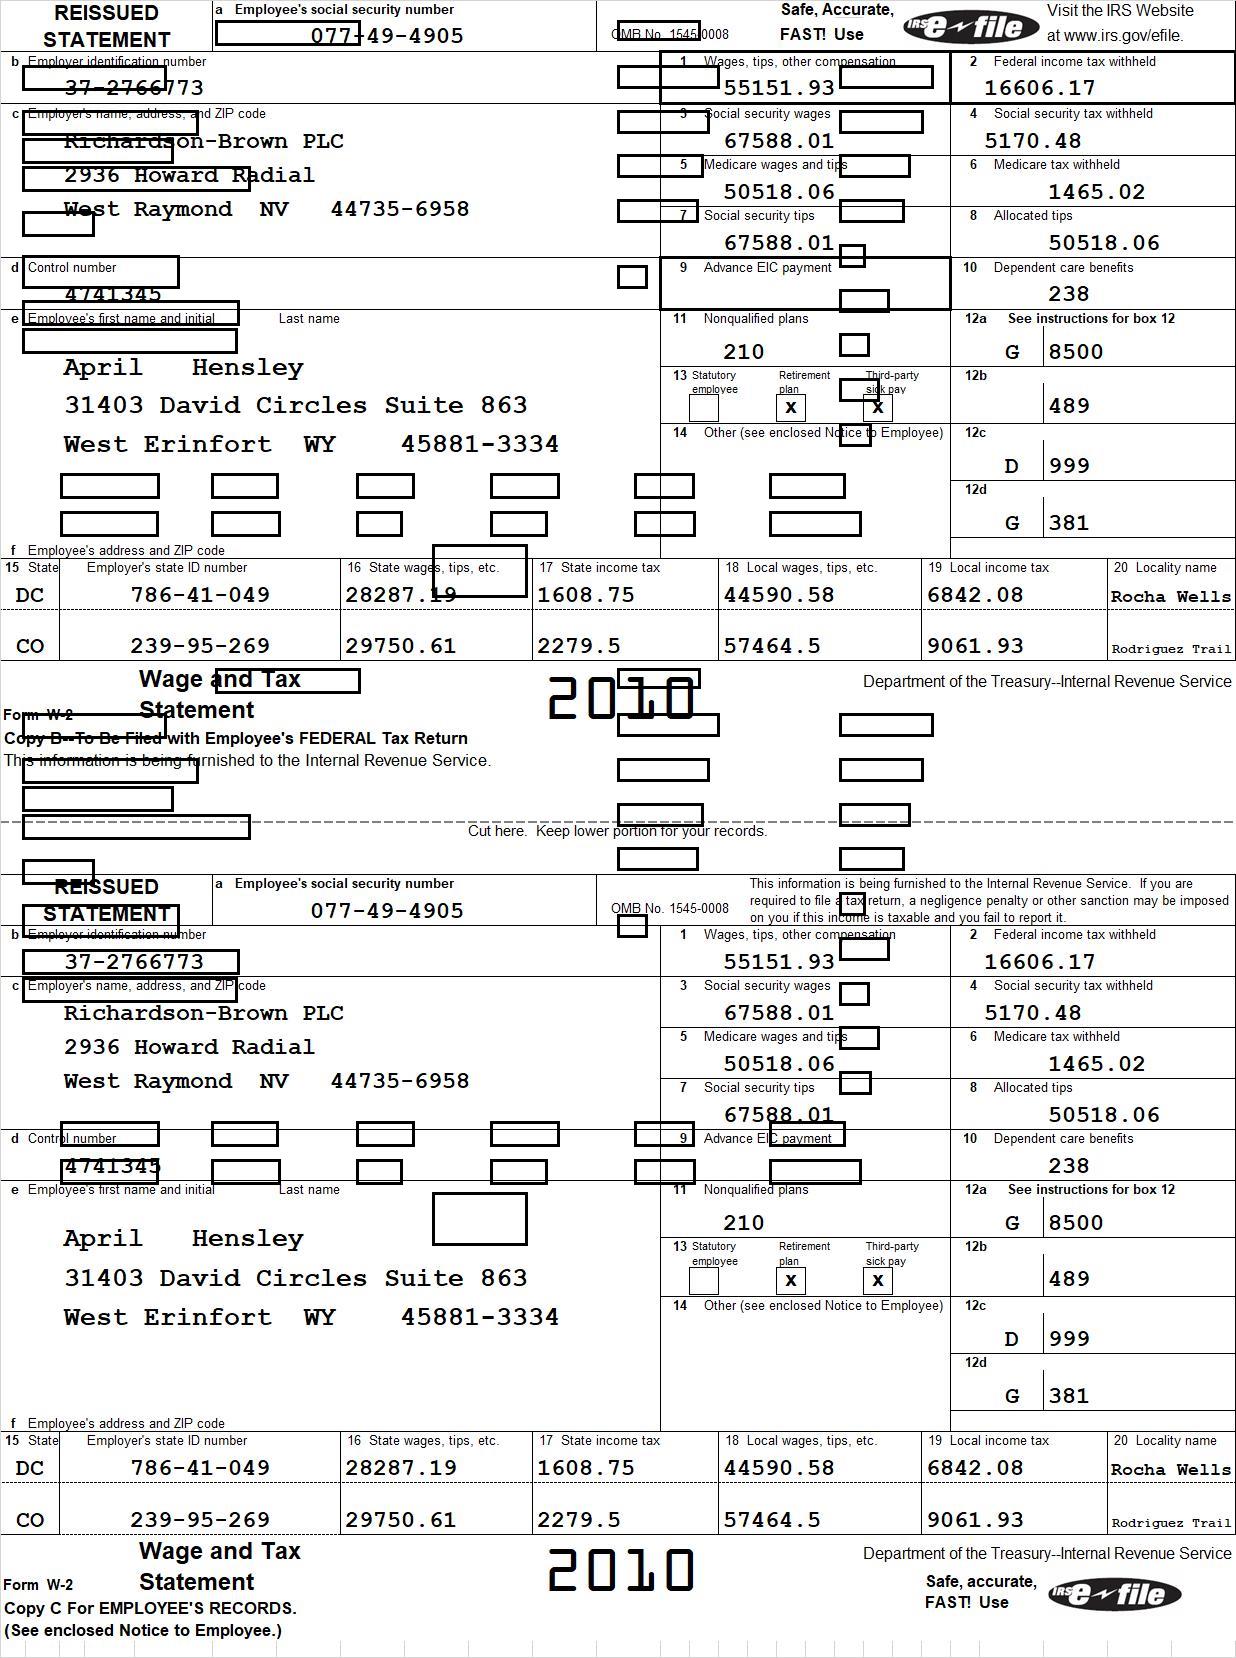 REISSUED STATEMENT
a Employee's social security number
077-49-4905
OMB No. 1545-0008
Safe, Accurate, FAST! Use
IRS e-file
Visit the IRS Website at www.irs.gov/efile.
b Employer identification number
37-2766773
1 Wages, tips, other compensation
55151.93
2 Federal income tax withheld
16606.17
c Employer's name, address, and ZIP code
Richardson-Brown PLC
2936 Howard Radial
West Raymond NV 44735-6958
3 Social security wages
67588.01
4 Social security tax withheld
5170.48
5 Medicare wages and tips
50518.06
6 Medicare tax withheld
1465.02
7 Social security tips
67588.01
8 Allocated tips
50518.06
d Control number
4741345
9 Advance EIC payment
10 Dependent care benefits
238
e Employee's first name and initial Last name
April Hensley
31403 David Circles Suite 863
West Erinfort WY 45881-3334
11 Nonqualified plans
210
12a See instructions for box 12
G 8500
13 Statutory employee Retirement plan Third-party sick pay
X X
12b
489
14 Other (see enclosed Notice to Employee)
12c
D 999
12d
G 381
f Employee's address and ZIP code
15 State Employer's state ID number 16 State wages, tips, etc. 17 State income tax 18 Local wages, tips, etc. 19 Local income tax 20 Locality name
DC 786-41-049 28287.19 1608.75 44590.58 6842.08 Rocha Wells
CO 239-95-269 29750.61 2279.5 57464.5 9061.93 Rodriguez Trail
Wage and Tax Statement
Form W-2
2010
Department of the Treasury--Internal Revenue Service
Copy B--To Be Filed with Employee's FEDERAL Tax Return
This information is being furnished to the Internal Revenue Service.
Cut here. Keep lower portion for your records.
REISSUED STATEMENT
a Employee's social security number
077-49-4905
OMB No. 1545-0008
This information is being furnished to the Internal Revenue Service. If you are
required to file a tax return, a negligence penalty or other sanction may be imposed
on you if this income is taxable and you fail to report it.
b Employer identification number
37-2766773
1 Wages, tips, other compensation
55151.93
2 Federal income tax withheld
16606.17
c Employer's name, address, and ZIP code
Richardson-Brown PLC
2936 Howard Radial
West Raymond NV 44735-6958
3 Social security wages
67588.01
4 Social security tax withheld
5170.48
5 Medicare wages and tips
50518.06
6 Medicare tax withheld
1465.02
7 Social security tips
67588.01
8 Allocated tips
50518.06
d Control number
4741345
9 Advance EIC payment
10 Dependent care benefits
238
e Employee's first name and initial Last name
April Hensley
31403 David Circles Suite 863
West Erinfort WY 45881-3334
11 Nonqualified plans
210
12a See instructions for box 12
G 8500
13 Statutory employee Retirement plan Third-party sick pay
X X
12b
489
14 Other (see enclosed Notice to Employee)
12c
D 999
12d
G 381
f Employee's address and ZIP code
15 State Employer's state ID number 16 State wages, tips, etc. 17 State income tax 18 Local wages, tips, etc. 19 Local income tax 20 Locality name
DC 786-41-049 28287.19 1608.75 44590.58 6842.08 Rocha Wells
CO 239-95-269 29750.61 2279.5 57464.5 9061.93 Rodriguez Trail
Wage and Tax Statement
Form W-2
2010
Department of the Treasury--Internal Revenue Service
Safe, accurate, FAST! Use
IRS e-file
Copy C For EMPLOYEE'S RECORDS.
(See enclosed Notice to Employee.)